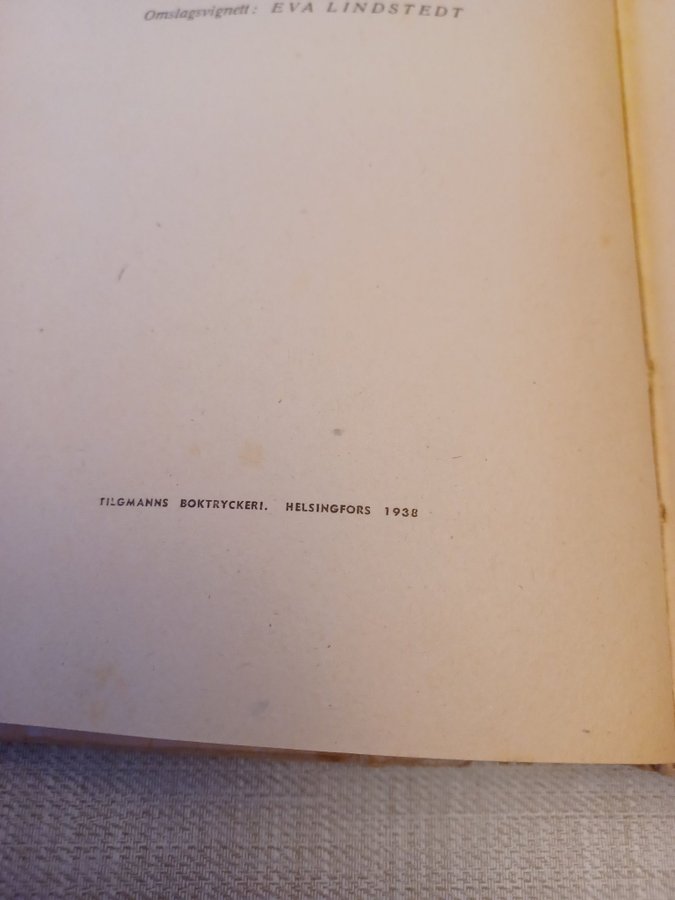 Omslagsvignett: EVA LINDSTEDT
TILGMANNS BOKTRYCKERI. HELSINGFORS 1938